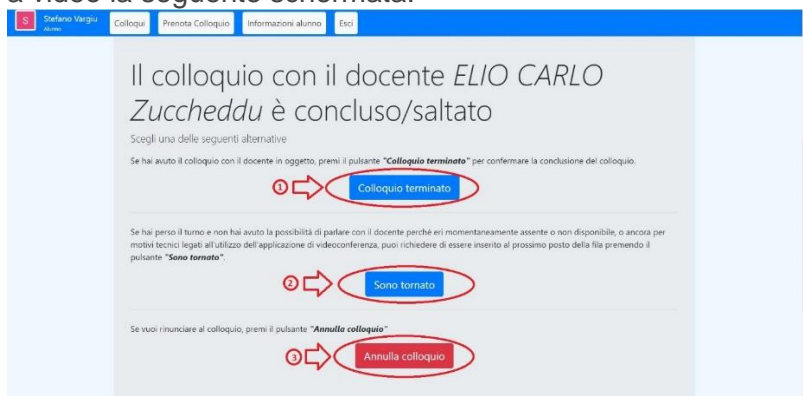 a video la seguente schermata:
S Stefano Vargiu Colloqui Prenota Colloquio Informazioni alunno Esci
Alunno
Il colloquio con il docente ELIO CARLO
Zuccheddu è concluso/saltato
Scegli una delle seguenti alternative
Se hai avuto il colloquio con il docente in oggetto, premi il pulsante "Colloquio terminato" per confermare la conclusione del colloquio.
1 Colloquio terminato
Se hai perso il turno e non hai avuto la possibilità di parlare con il docente perché eri momentaneamente assente o non disponibile, o ancora per
motivi tecnici legati all'utilizzo dell'applicazione di videoconferenza, puoi richiedere di essere inserito al prossimo posto della fila premendo il
pulsante "Sono tornato".
2 Sono tornato
Se vuoi rinunciare al colloquio, premi il pulsante "Annulla colloquio"
3 Annulla colloquio